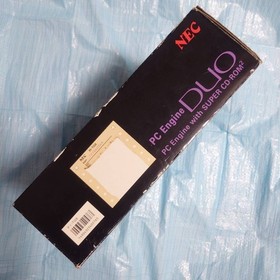 NEC
PC Engine DUO
PC Engine with SUPER CD-ROM²